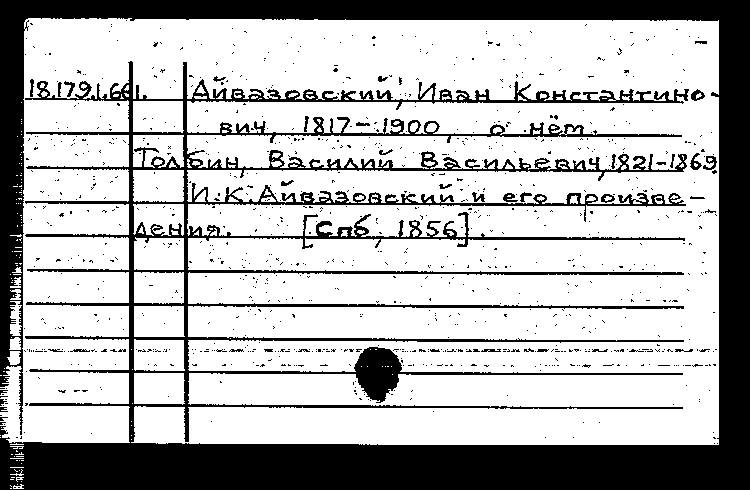 18.179.1.661. Айвазовский, Иван Константино-
вич, 1817-1900, о нём.
Толбин, Василий Васильевич, 1821-1869
И.К.Айвазовский и его произве-
дения. [Спб, 1856].